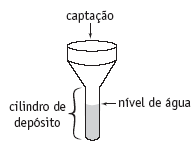 captação
cilindro de
depósito
nível de água